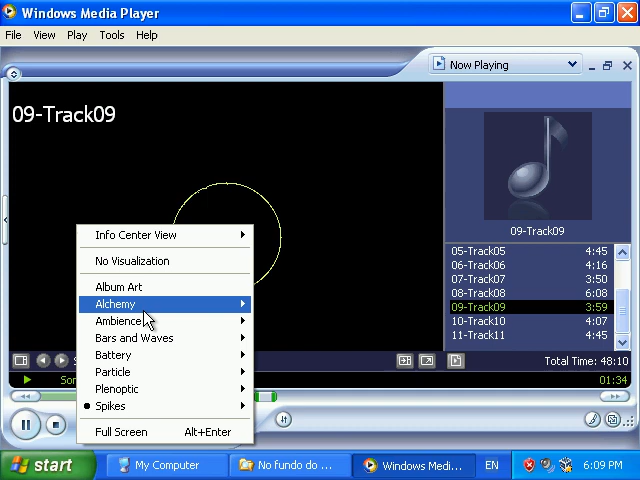 Windows Media Player
File View Play Tools Help
Now Playing
09-Track09
09-Track09
Info Center View
No Visualization
Album Art
Alchemy
Ambience
Bars and Waves
Battery
Particle
Plenoptic
Spikes
Full Screen Alt+Enter
05-Track05 4:45
06-Track06 4:16
07-Track07 3:50
08-Track08 6:08
09-Track09 3:59
10-Track10 4:07
11-Track11 4:45
Total Time: 48:10
01:34
start My Computer No fundo do ... Windows Medi... EN 6:09 PM